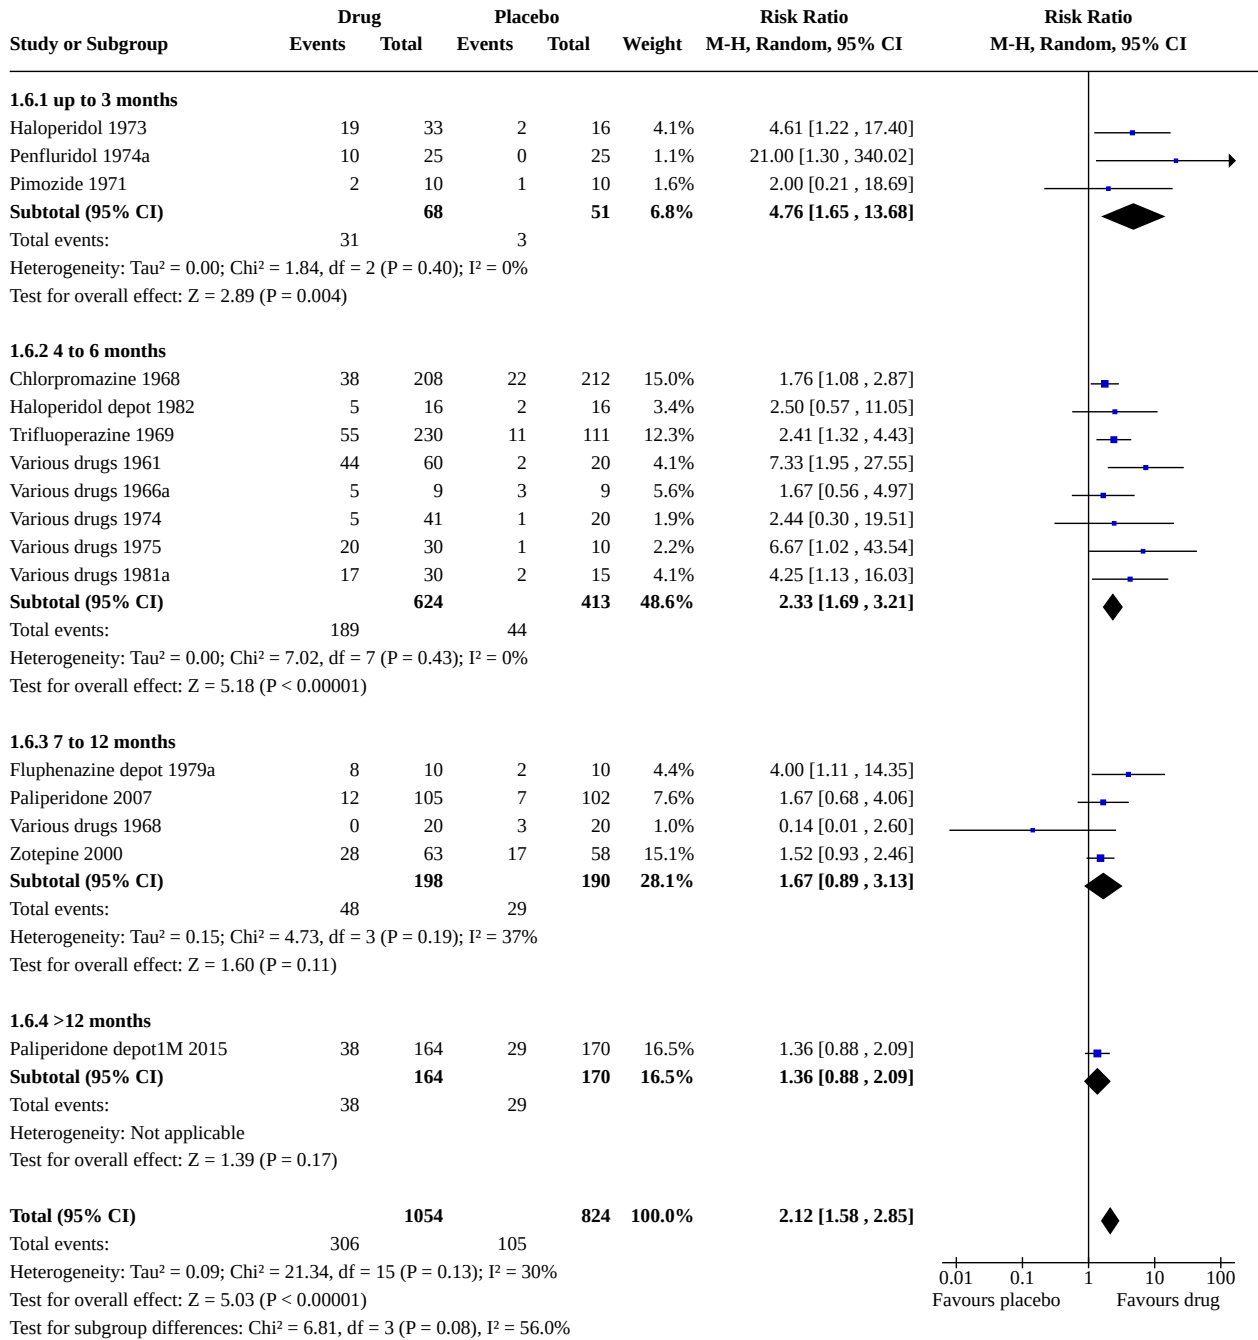 Drug Placebo Risk Ratio Risk Ratio
Study or Subgroup Events Total Events Total Weight M-H, Random, 95% CI M-H, Random, 95% CI
1.6.1 up to 3 months
Haloperidol 1973 19 33 2 16 4.1% 4.61 [1.22 , 17.40]
Penfluridol 1974a 10 25 0 25 1.1% 21.00 [1.30 , 340.02]
Pimozide 1971 2 10 1 10 1.6% 2.00 [0.21 , 18.69]
Subtotal (95% CI) 68 51 6.8% 4.76 [1.65 , 13.68]
Total events: 31 3
Heterogeneity: Tau² = 0.00; Chi² = 1.84, df = 2 (P = 0.40); I² = 0%
Test for overall effect: Z = 2.89 (P = 0.004)
1.6.2 4 to 6 months
Chlorpromazine 1968 38 208 22 212 15.0% 1.76 [1.08 , 2.87]
Haloperidol depot 1982 5 16 2 16 3.4% 2.50 [0.57 , 11.05]
Trifluoperazine 1969 55 230 11 111 12.3% 2.41 [1.32 , 4.43]
Various drugs 1961 44 60 2 20 4.1% 7.33 [1.95 , 27.55]
Various drugs 1966a 5 9 3 9 5.6% 1.67 [0.56 , 4.97]
Various drugs 1974 5 41 1 20 1.9% 2.44 [0.30 , 19.51]
Various drugs 1975 20 30 1 10 2.2% 6.67 [1.02 , 43.54]
Various drugs 1981a 17 30 2 15 4.1% 4.25 [1.13 , 16.03]
Subtotal (95% CI) 624 413 48.6% 2.33 [1.69 , 3.21]
Total events: 189 44
Heterogeneity: Tau² = 0.00; Chi² = 7.02, df = 7 (P = 0.43); I² = 0%
Test for overall effect: Z = 5.18 (P < 0.00001)
1.6.3 7 to 12 months
Fluphenazine depot 1979a 8 10 2 10 4.4% 4.00 [1.11 , 14.35]
Paliperidone 2007 12 105 7 102 7.6% 1.67 [0.68 , 4.06]
Various drugs 1968 0 20 3 20 1.0% 0.14 [0.01 , 2.60]
Zotepine 2000 28 63 17 58 15.1% 1.52 [0.93 , 2.46]
Subtotal (95% CI) 198 190 28.1% 1.67 [0.89 , 3.13]
Total events: 48 29
Heterogeneity: Tau² = 0.15; Chi² = 4.73, df = 3 (P = 0.19); I² = 37%
Test for overall effect: Z = 1.60 (P = 0.11)
1.6.4 >12 months
Paliperidone depot1M 2015 38 164 29 170 16.5% 1.36 [0.88 , 2.09]
Subtotal (95% CI) 164 170 16.5% 1.36 [0.88 , 2.09]
Total events: 38 29
Heterogeneity: Not applicable
Test for overall effect: Z = 1.39 (P = 0.17)
Total (95% CI) 1054 824 100.0% 2.12 [1.58 , 2.85]
Total events: 306 105
Heterogeneity: Tau² = 0.09; Chi² = 21.34, df = 15 (P = 0.13); I² = 30%
0.01 0.1 1 10 100
Test for overall effect: Z = 5.03 (P < 0.00001)
Favours placebo Favours drug
Test for subgroup differences: Chi² = 6.81, df = 3 (P = 0.08), I² = 56.0%